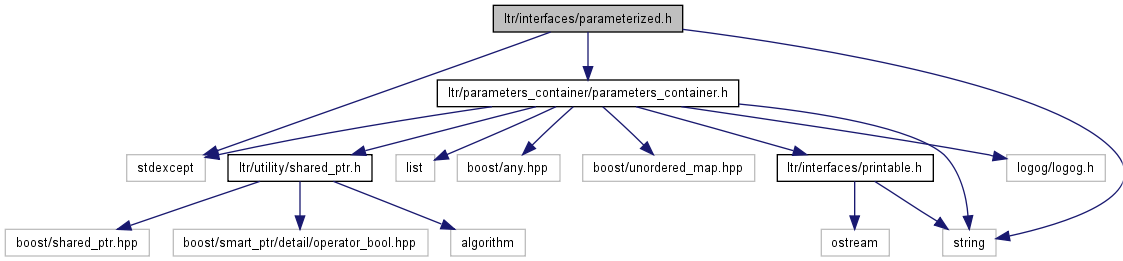 ltr/interfaces/parameterized.h
ltr/parameters_container/parameters_container.h
stdexcept
ltr/utility/shared_ptr.h
list
boost/any.hpp
boost/unordered_map.hpp
ltr/interfaces/printable.h
logog/logog.h
boost/shared_ptr.hpp
boost/smart_ptr/detail/operator_bool.hpp
algorithm
ostream
string